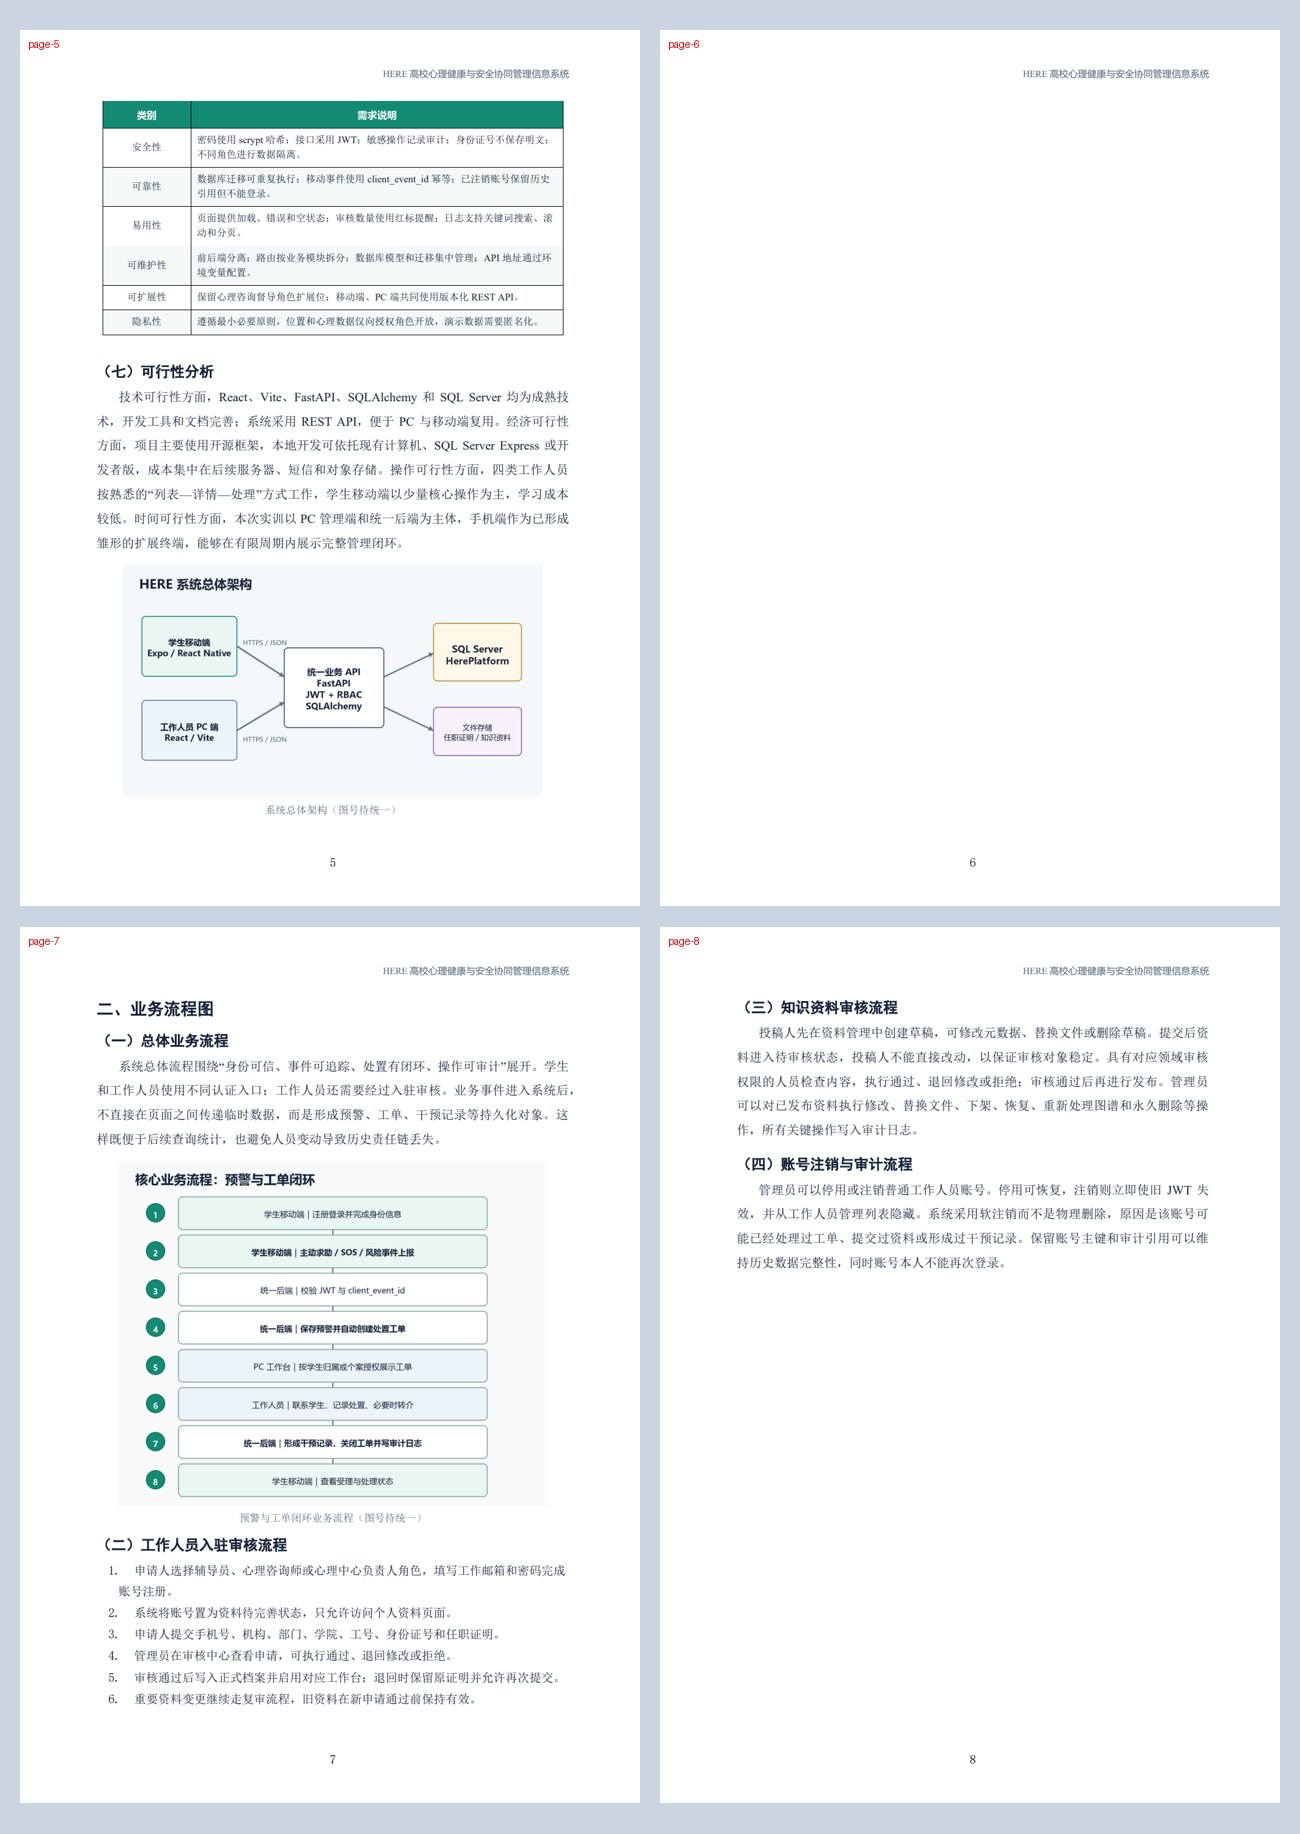 page-5
HERE 高校心理健康与安全协同管理信息系统
类别 需求说明
安全性 密码使用 scrypt 哈希；接口采用 JWT；敏感操作记录审计；身份证号不保存明文；
不同角色进行数据隔离。
可靠性 数据库迁移可重复执行；移动事件使用 client_event_id 幂等；已注销账号保留历史
引用但不能登录。
易用性 页面提供加载、错误和空状态；审核数量使用红标提醒；日志支持关键词搜索、滚
动和分页。
可维护性 前后端分离；路由按业务模块拆分；数据库模型和迁移集中管理；API 地址通过环
境变量配置。
可扩展性 保留心理咨询督导角色扩展位；移动端、PC 端共同使用版本化 REST API。
隐私性 遵循最小必要原则，位置和心理数据仅向授权角色开放，演示数据需要匿名化。
（七）可行性分析
技术可行性方面，React、Vite、FastAPI、SQLAlchemy 和 SQL Server 均为成熟技
术，开发工具和文档完善；系统采用 REST API，便于 PC 与移动端复用。经济可行性
方面，项目主要使用开源框架，本地开发可依托现有计算机、SQL Server Express 或开
发者版，成本集中在后续服务器、短信和对象存储。操作可行性方面，四类工作人员
按熟悉的“列表—详情—处理”方式工作，学生移动端以少量核心操作为主，学习成本
较低。时间可行性方面，本次实训以 PC 管理端和统一后端为主体，手机端作为已形成
雏形的扩展终端，能够在有限周期内展示完整管理闭环。
HERE 系统总体架构
学生移动端
Expo / React Native
HTTPS / JSON
工作人员 PC 端
React / Vite
HTTPS / JSON
统一业务 API
FastAPI
JWT + RBAC
SQLAlchemy
SQL Server
HerePlatform
文件存储
任职证明 / 知识资料
系统总体架构（图号待统一）
5
page-6
HERE 高校心理健康与安全协同管理信息系统
6
page-7
HERE 高校心理健康与安全协同管理信息系统
二、业务流程图
（一）总体业务流程
系统总体流程围绕“身份可信、事件可追踪、处置有闭环、操作可审计”展开。学生
和工作人员使用不同认证入口；工作人员还需要经过入驻审核。业务事件进入系统后，
不直接在页面之间传递临时数据，而是形成预警、工单、干预记录等持久化对象。这
样既便于后续查询统计，也避免人员变动导致历史责任链丢失。
核心业务流程：预警与工单闭环
1 学生移动端 | 注册登录并完成身份信息
2 学生移动端 | 主动求助 / SOS / 风险事件上报
3 统一后端 | 校验 JWT 与 client_event_id
4 统一后端 | 保存预警并自动创建处置工单
5 PC 工作台 | 按学生归属或个案授权展示工单
6 工作人员 | 联系学生、记录处置、必要时转介
7 统一后端 | 形成干预记录、关闭工单并写审计日志
8 学生移动端 | 查看受理与处理状态
预警与工单闭环业务流程（图号待统一）
（二）工作人员入驻审核流程
1. 申请人选择辅导员、心理咨询师或心理中心负责人角色，填写工作邮箱和密码完成
账号注册。
2. 系统将账号置为资料待完善状态，只允许访问个人资料页面。
3. 申请人提交手机号、机构、部门、学院、工号、身份证号和任职证明。
4. 管理员在审核中心查看申请，可执行通过、退回修改或拒绝。
5. 审核通过后写入正式档案并启用对应工作台；退回时保留原证明并允许再次提交。
6. 重要资料变更继续走复审流程，旧资料在新申请通过前保持有效。
7
page-8
HERE 高校心理健康与安全协同管理信息系统
（三）知识资料审核流程
投稿人先在资料管理中创建草稿，可修改元数据、替换文件或删除草稿。提交后资
料进入待审核状态，投稿人不能直接改动，以保证审核对象稳定。具有对应领域审核
权限的人员检查内容，执行通过、退回修改或拒绝；审核通过后再进行发布。管理员
可以对已发布资料执行修改、替换文件、下架、恢复、重新处理图谱和永久删除等操
作，所有关键操作写入审计日志。
（四）账号注销与审计流程
管理员可以停用或注销普通工作人员账号。停用可恢复，注销则立即使旧 JWT 失
效，并从工作人员管理列表隐藏。系统采用软注销而不是物理删除，原因是该账号可
能已经处理过工单、提交过资料或形成过干预记录。保留账号主键和审计引用可以维
持历史数据完整性，同时账号本人不能再次登录。
8